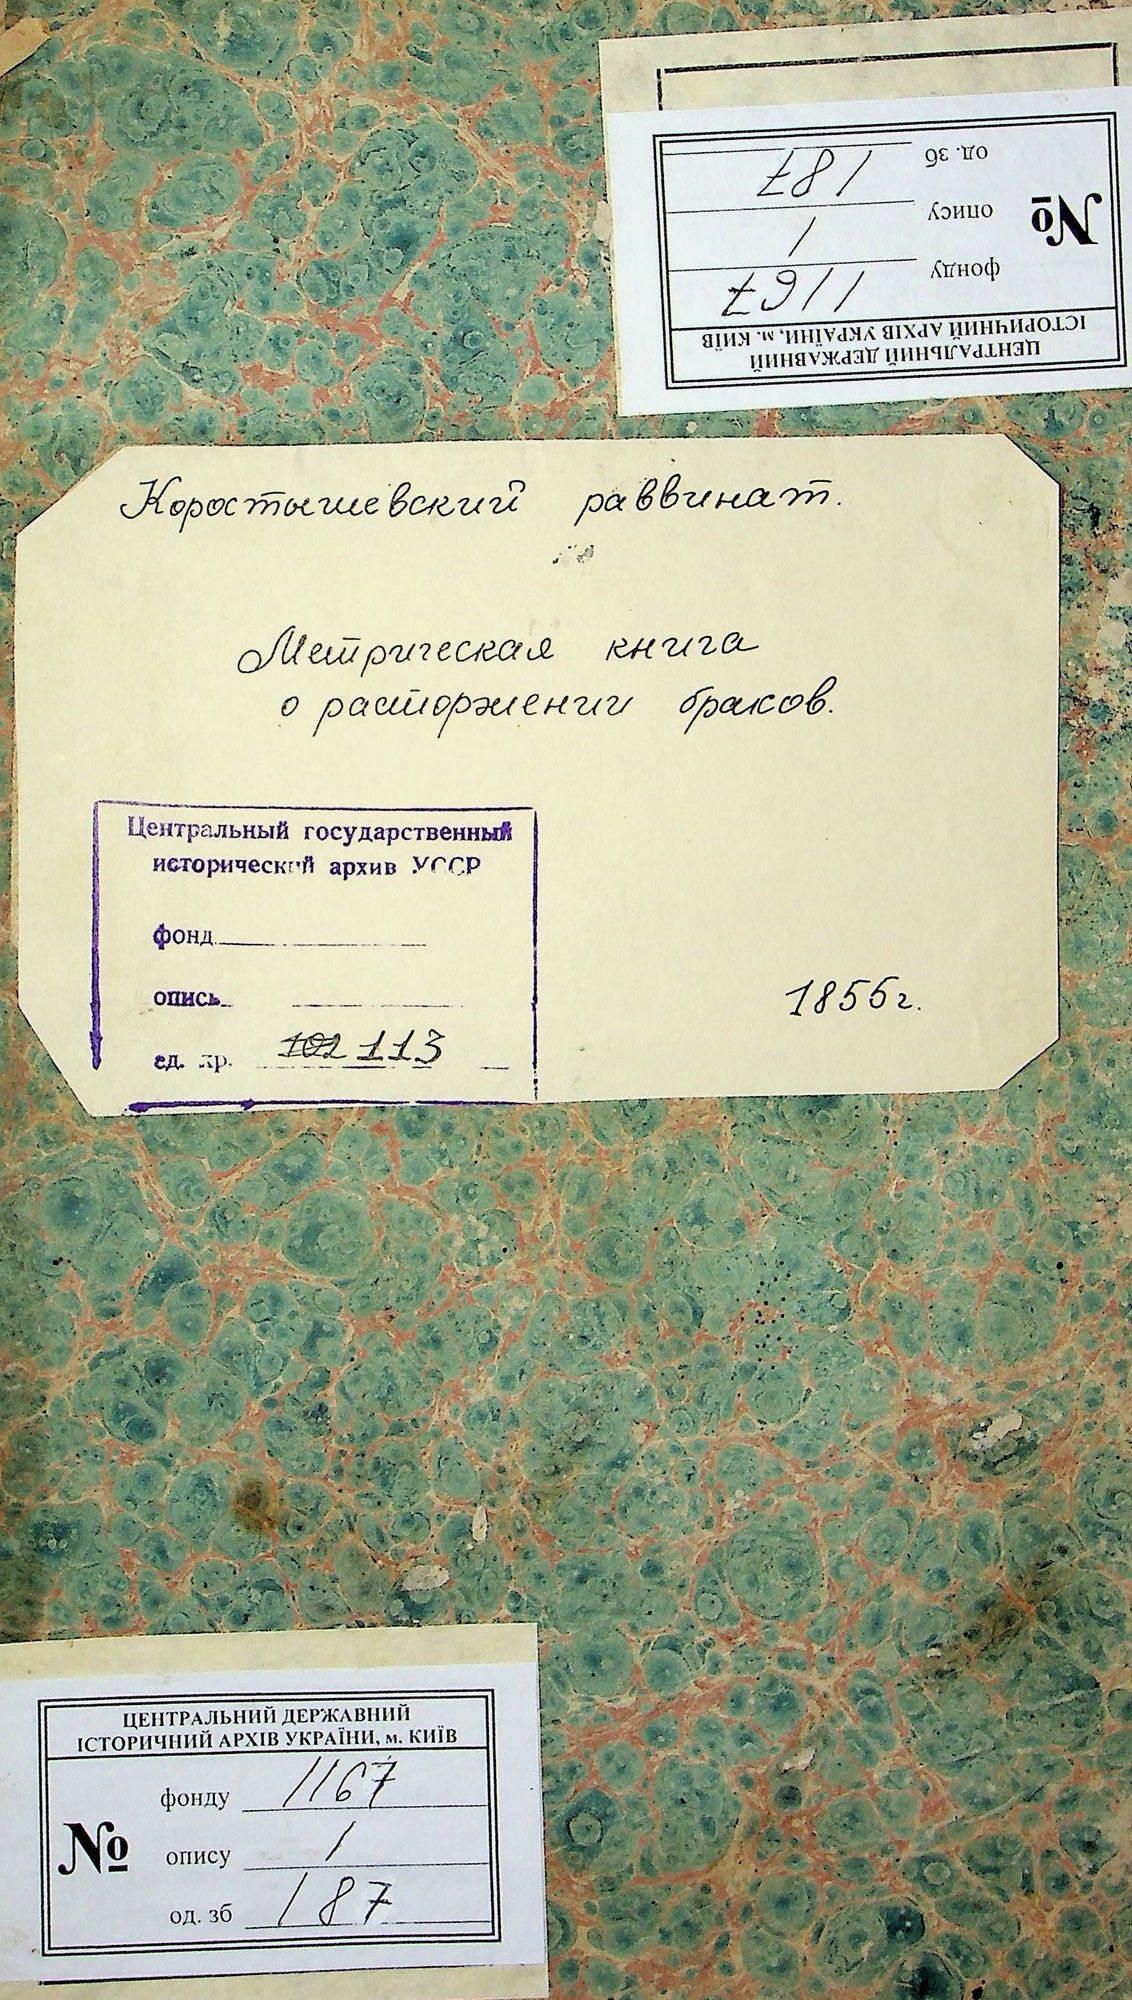 ЦЕНТРАЛЬНИЙ ДЕРЖАВНИЙ
ІСТОРИЧНИЙ АРХІВ УКРАЇНИ, м. КИЇВ
№
фонду 1167
опису 1
од. зб 187
Коростышевский раввинат.
Метрическая книга
о расторжении браков.
Центральный государственный
исторический архив УССР
фонд
опись
ед. хр. 102 113
1856г.
ЦЕНТРАЛЬНИЙ ДЕРЖАВНИЙ
ІСТОРИЧНИЙ АРХІВ УКРАЇНИ, м. КИЇВ
№
фонду 1167
опису 1
од. зб 187